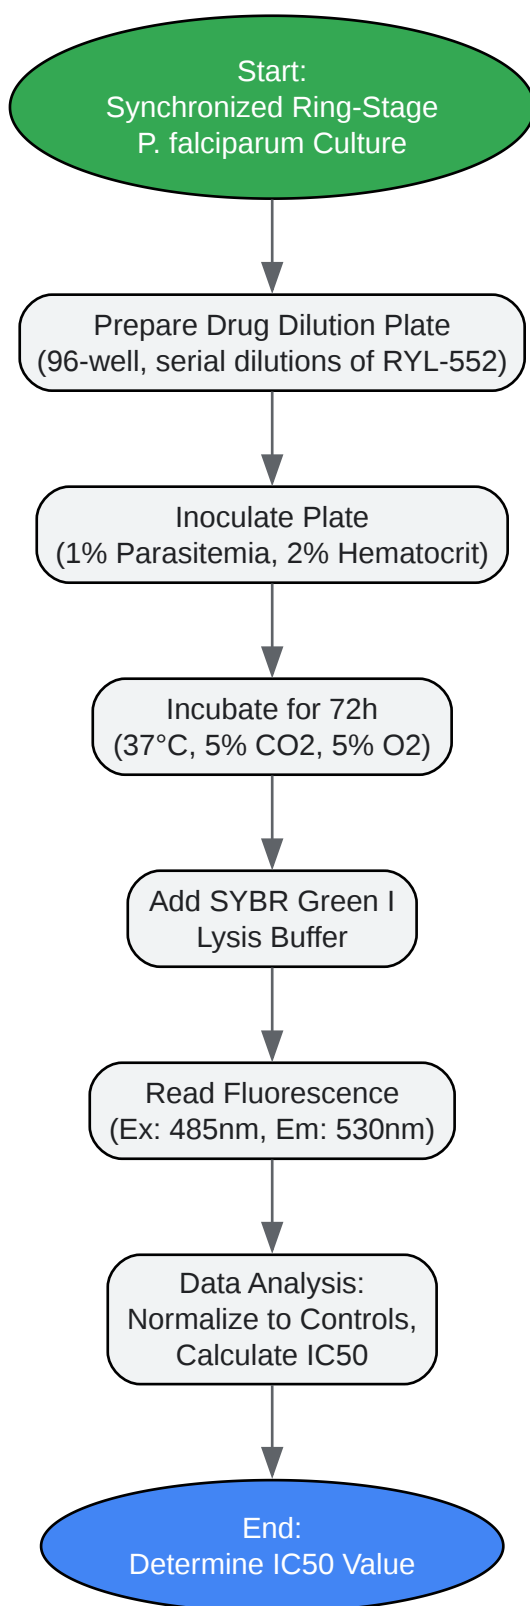 Start:
Synchronized Ring-Stage
P. falciparum Culture
Prepare Drug Dilution Plate
(96-well, serial dilutions of RYL-552)
Inoculate Plate
(1% Parasitemia, 2% Hematocrit)
Incubate for 72h
(37°C, 5% CO2, 5% O2)
Add SYBR Green I
Lysis Buffer
Read Fluorescence
(Ex: 485nm, Em: 530nm)
Data Analysis:
Normalize to Controls,
Calculate IC50
End:
Determine IC50 Value